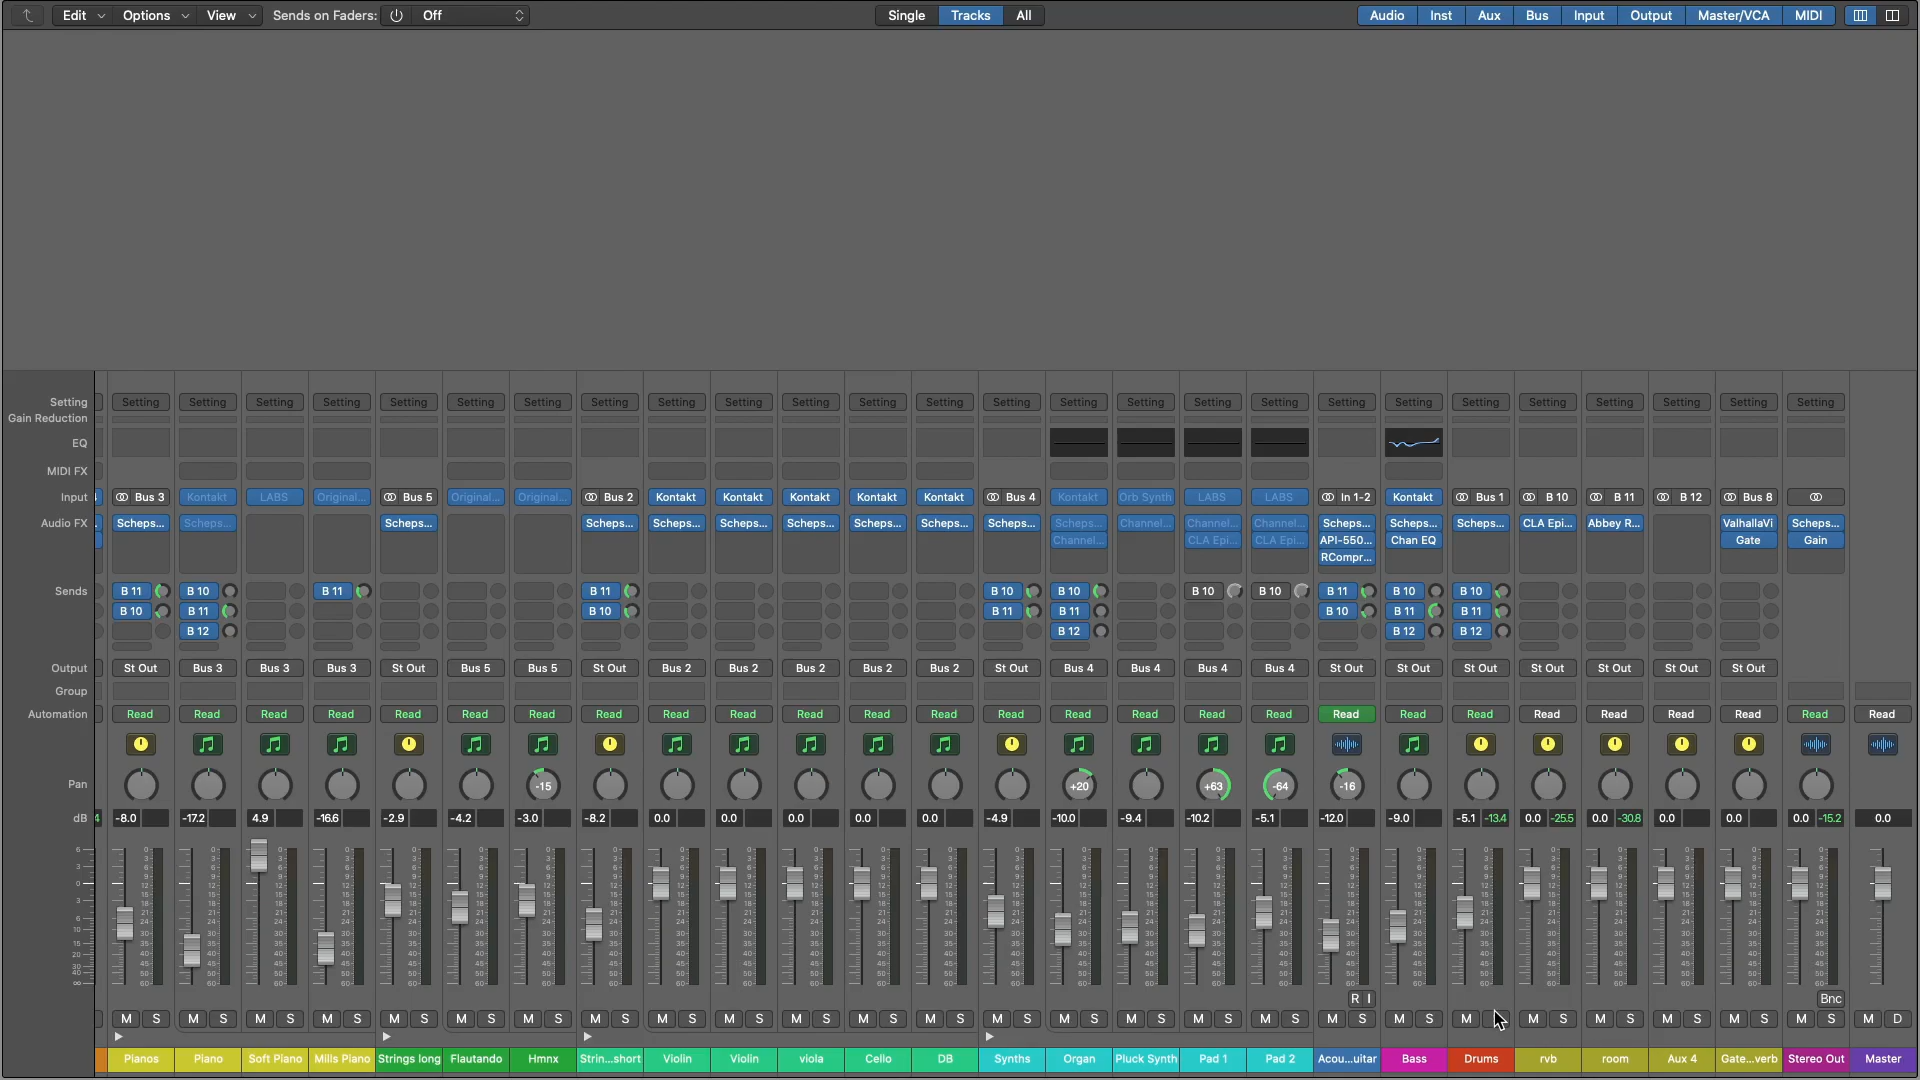 Edit Options View Sends on Faders: Off Single Tracks All Audio Inst Aux Bus Input Output Master/VCA MIDI
Setting Setting Setting Setting Setting Setting Setting Setting Setting Setting Setting Setting Setting Setting Setting Setting Setting Setting Setting Setting Setting Setting Setting Setting Setting Setting Setting
Gain Reduction
EQ
MIDI FX
Input Bus 3 Kontakt LABS Original... Bus 5 Original... Original... Bus 2 Kontakt Kontakt Kontakt Kontakt Kontakt Bus 4 Kontakt Orb Synth LABS LABS In 1-2 Kontakt Bus 1 B 10 B 11 B 12 Bus 8
Audio FX Scheps... Scheps... Scheps... Scheps... Scheps... Scheps... Scheps... Scheps... Scheps... Scheps... Scheps... Channel... Channel... Channel... Scheps... Scheps... Scheps... CLA Epi... Abbey R... ValhallaVi Scheps...
Channel... CLA Epi... CLA Epi... API-550... Chan EQ Gate Gain
RCompr...
Sends B 11 B 10 B 11 B 11 B 10 B 10 B 10 B 10 B 11 B 10 B 10
B 10 B 11 B 10 B 11 B 11 B 10 B 11 B 11
B 12 B 12 B 12 B 12
Output St Out Bus 3 Bus 3 Bus 3 St Out Bus 5 Bus 5 St Out Bus 2 Bus 2 Bus 2 Bus 2 Bus 2 St Out Bus 4 Bus 4 Bus 4 Bus 4 St Out St Out St Out St Out St Out St Out St Out
Group
Automation Read Read Read Read Read Read Read Read Read Read Read Read Read Read Read Read Read Read Read Read Read Read Read Read Read Read Read
Pan -15 +20 +63 -64 -16
dB 4 -8.0 -17.2 4.9 -16.6 -2.9 -4.2 -3.0 -8.2 0.0 0.0 0.0 0.0 0.0 -4.9 -10.0 -9.4 -10.2 -5.1 -12.0 -9.0 -5.1 -13.4 0.0 -25.5 0.0 -30.8 0.0 0.0 0.0 -15.2 0.0
R I Bnc
M S M S M S M S M S M S M S M S M S M S M S M S M S M S M S M S M S M S M S M S M M S M S M S M S M S M D
Pianos Piano Soft Piano Mills Piano Strings long Flautando Hmnx Strin...short Violin Violin viola Cello DB Synths Organ Pluck Synth Pad 1 Pad 2 Acou...uitar Bass Drums rvb room Aux 4 Gate...verb Stereo Out Master